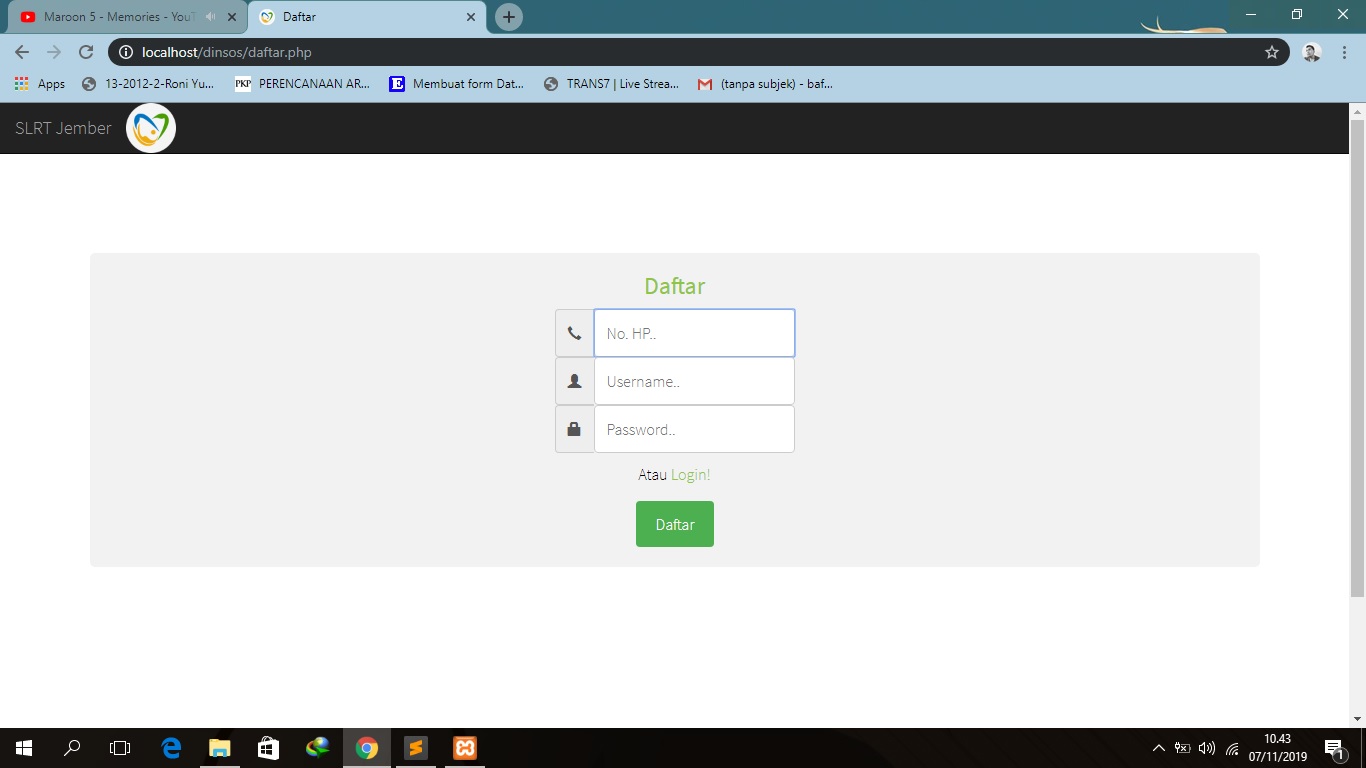 Maroon 5 - Memories - YouT
Daftar
localhost/dinsos/daftar.php
Apps
13-2012-2-Roni Yu...
PKP
PERENCANAAN AR...
E
Membuat form Dat...
TRANS7 | Live Strea...
(tanpa subjek) - baf...
SLRT Jember
Daftar
No. HP..
Username..
Password..
Atau Login!
Daftar
10.43
07/11/2019
1